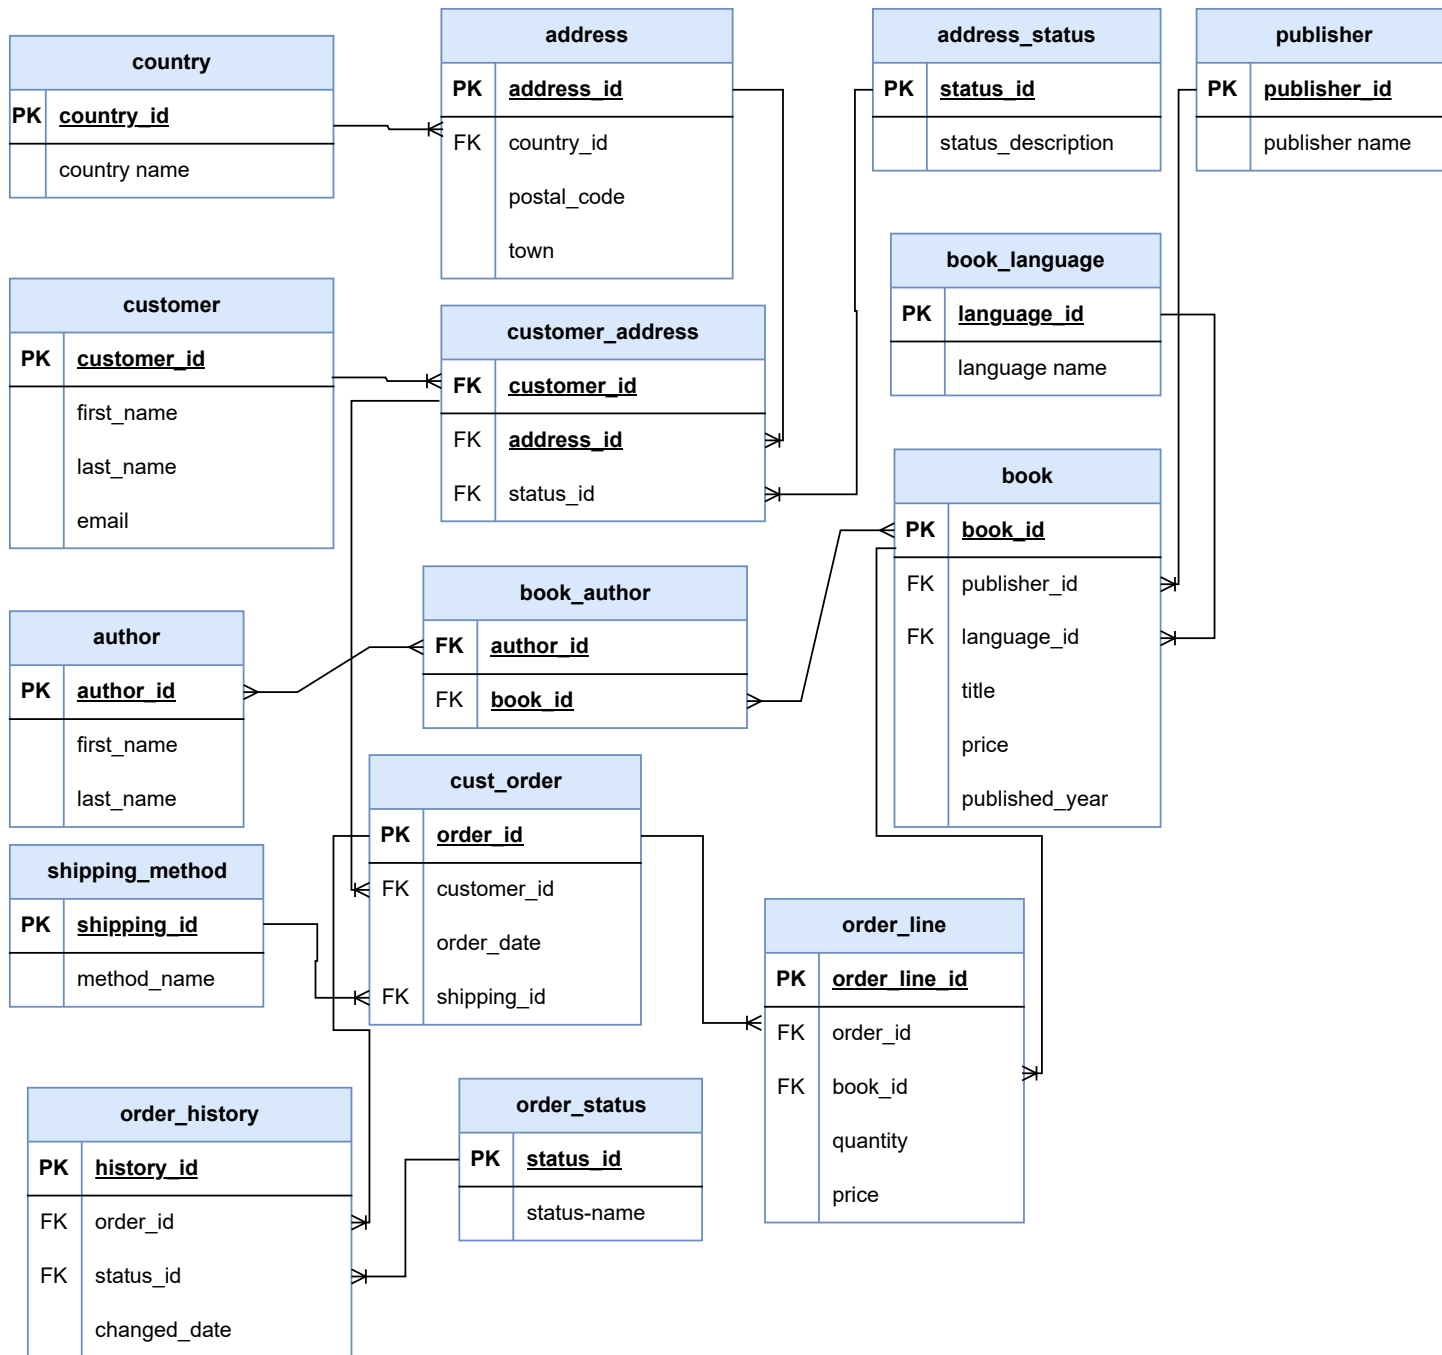 country
PK country_id
country name
address
PK address_id
FK country_id
postal_code
town
address_status
PK status_id
status_description
publisher
PK publisher_id
publisher name
book_language
PK language_id
language name
customer
PK customer_id
first_name
last_name
email
customer_address
FK customer_id
FK address_id
FK status_id
book
PK book_id
FK publisher_id
FK language_id
title
price
published_year
author
PK author_id
first_name
last_name
book_author
FK author_id
FK book_id
cust_order
PK order_id
FK customer_id
order_date
FK shipping_id
shipping_method
PK shipping_id
method_name
order_line
PK order_line_id
FK order_id
FK book_id
quantity
price
order_history
PK history_id
FK order_id
FK status_id
changed_date
order_status
PK status_id
status-name